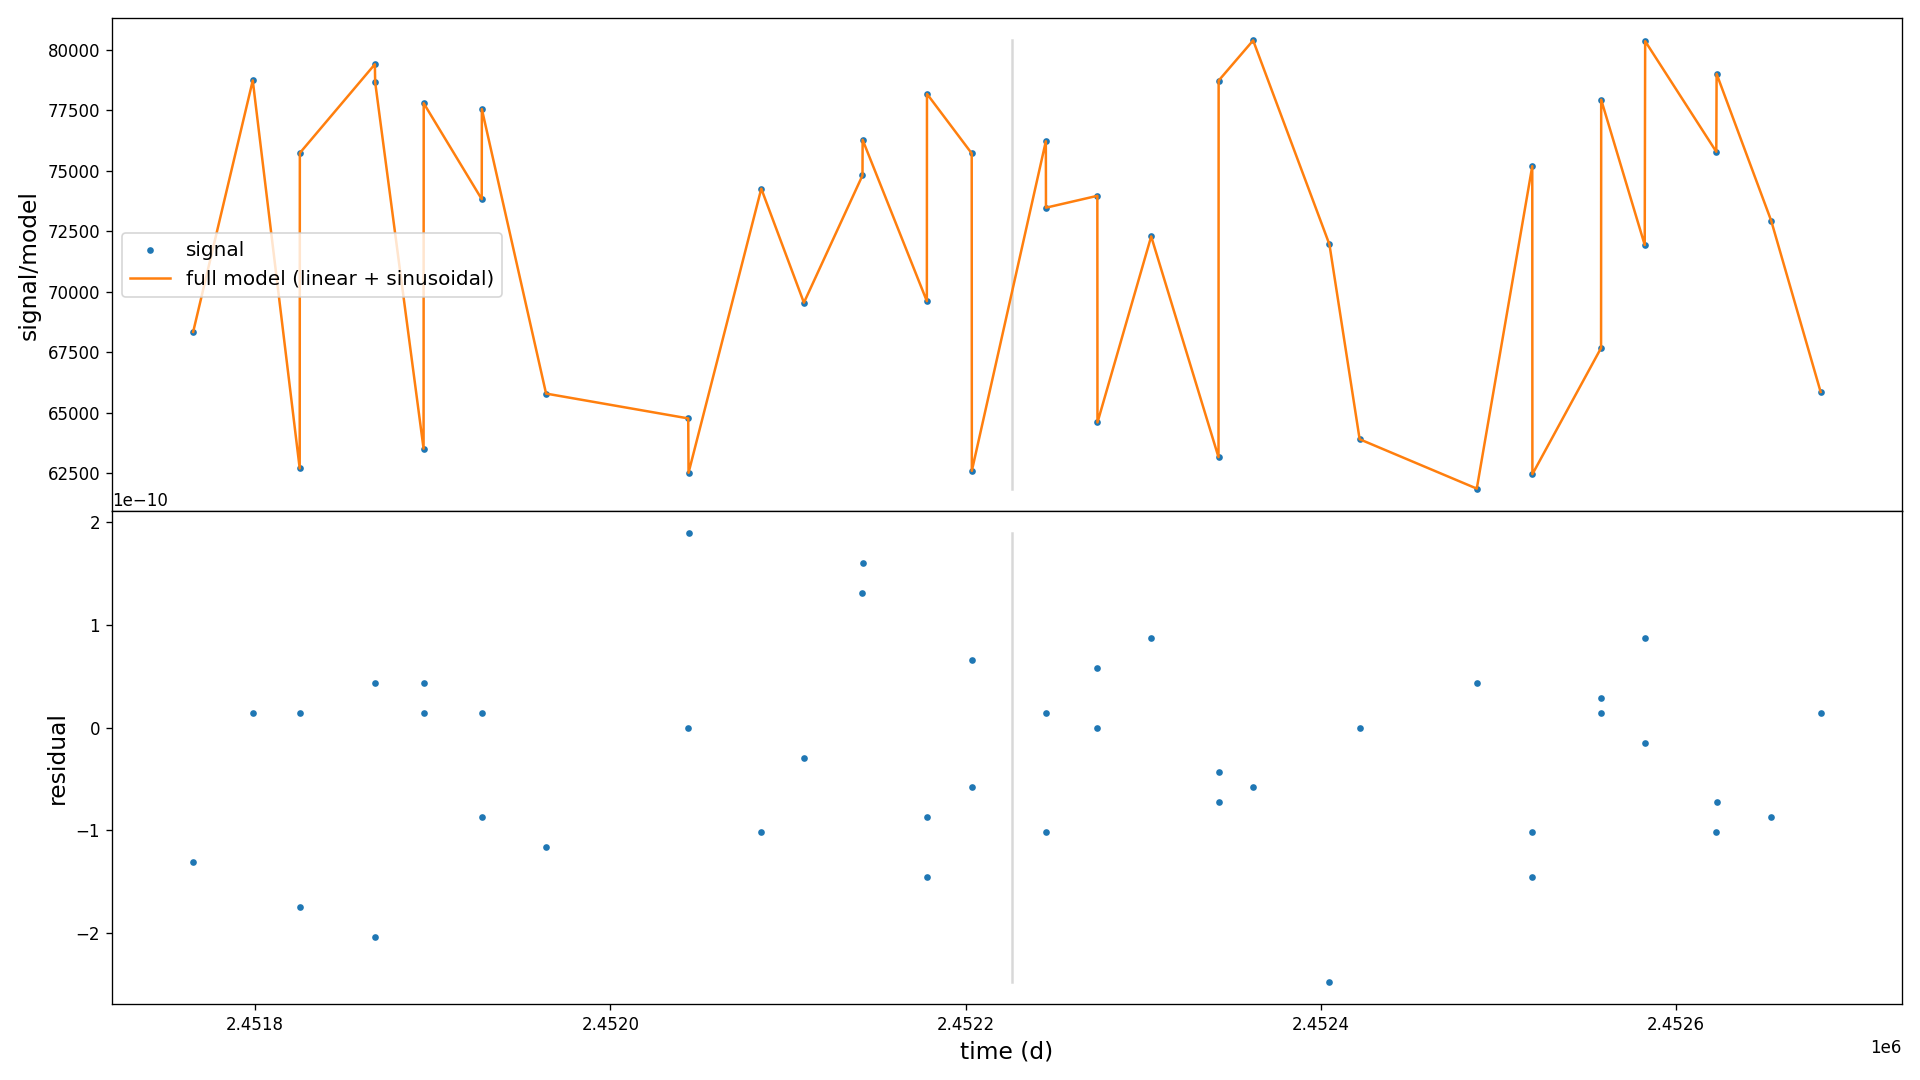 80000
77500
75000
72500
70000
67500
65000
62500
signal/model
signal
full model (linear + sinusoidal)
1e−10
2
1
0
−1
−2
residual
2.4518
2.4520
2.4522
2.4524
2.4526
time (d)
1e6